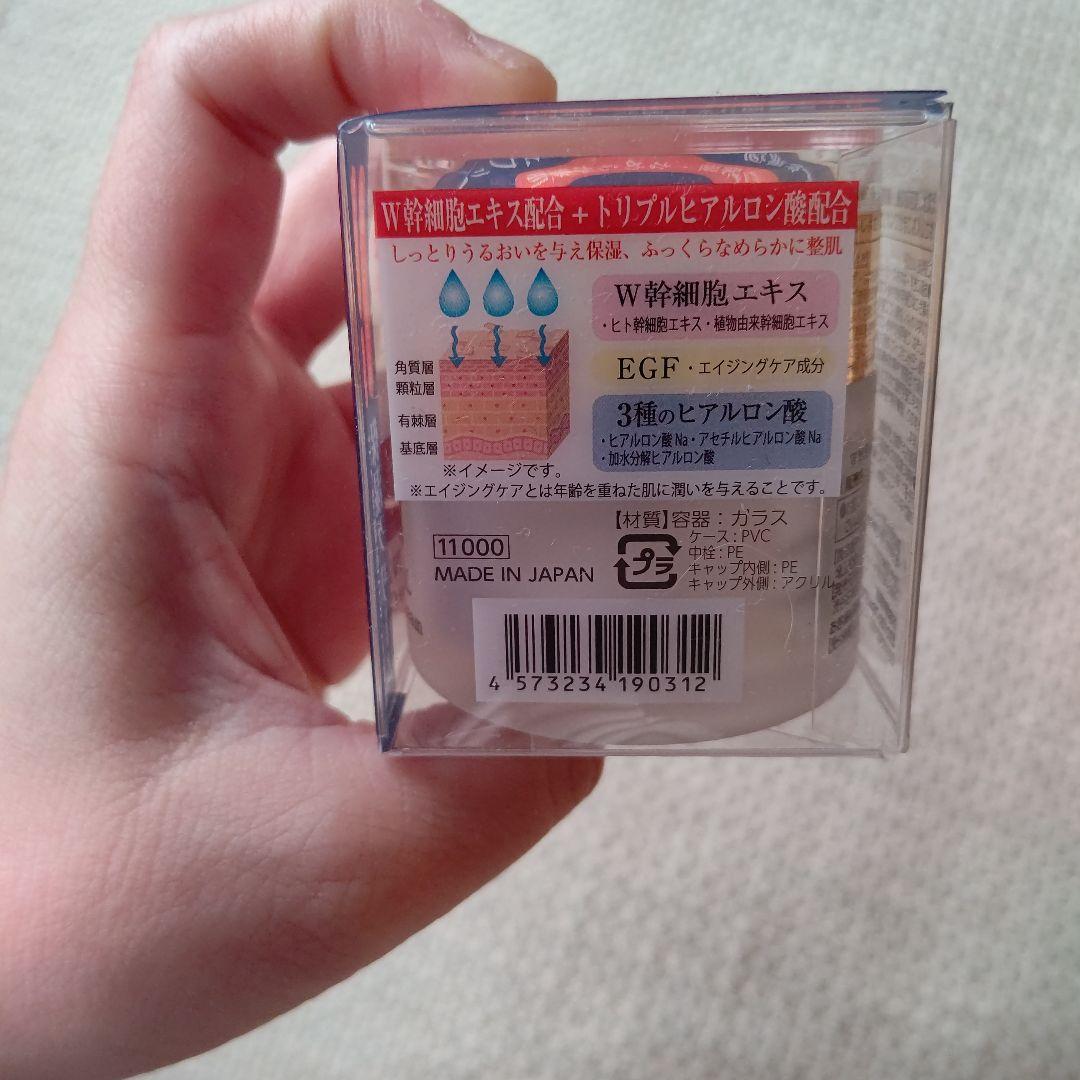 W幹細胞エキス配合+トリプルヒアルロン酸配合
しっとりうるおいを与え保湿、ふっくらなめらかに整肌
W幹細胞エキス
・ヒト幹細胞エキス・植物由来幹細胞エキス
EGF・エイジングケア成分
3種のヒアルロン酸
・ヒアルロン酸Na・アセチルヒアルロン酸Na
・加水分解ヒアルロン酸
角質層
顆粒層
有棘層
基底層
※イメージです。
※エイジングケアとは年齢を重ねた肌に潤いを与えることです。
【材質】容器：ガラス
ケース：PVC
中栓：PE
キャップ内側：PE
キャップ外側：アクリル
プラ
11000
MADE IN JAPAN
4 573234 190312